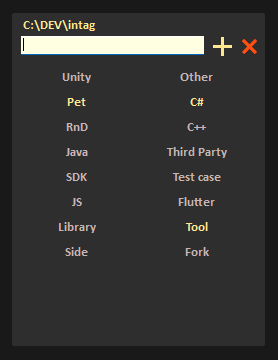 C:\DEV\intag
Unity Other
Pet C#
RnD C++
Java Third Party
SDK Test case
JS Flutter
Library Tool
Side Fork